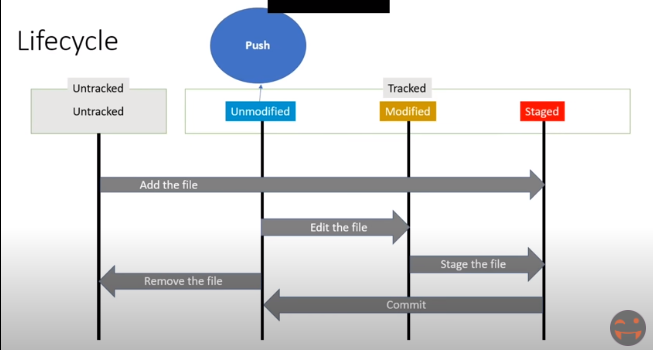 Lifecycle
Push
Untracked
Tracked
Untracked
Unmodified
Modified
Staged
Add the file
Edit the file
Stage the file
Remove the file
Commit